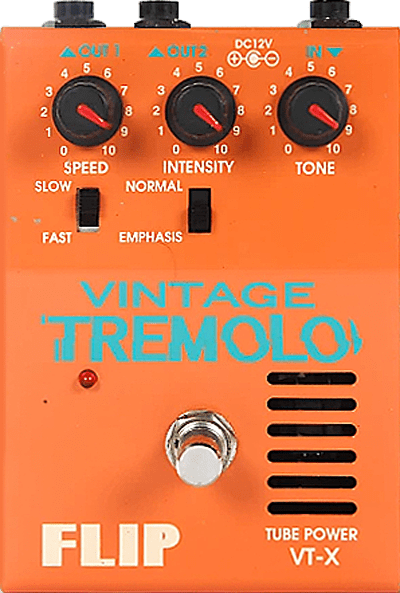 ▲OUT 1 ▲OUT2 DC12V IN▼
0 1 2 3 4 5 6 7 8 9 10 0 1 2 3 4 5 6 7 8 9 10 0 1 2 3 4 5 6 7 8 9 10
SPEED INTENSITY TONE
SLOW NORMAL
FAST EMPHASIS
VINTAGE
TREMOLO
FLIP
TUBE POWER
VT-X